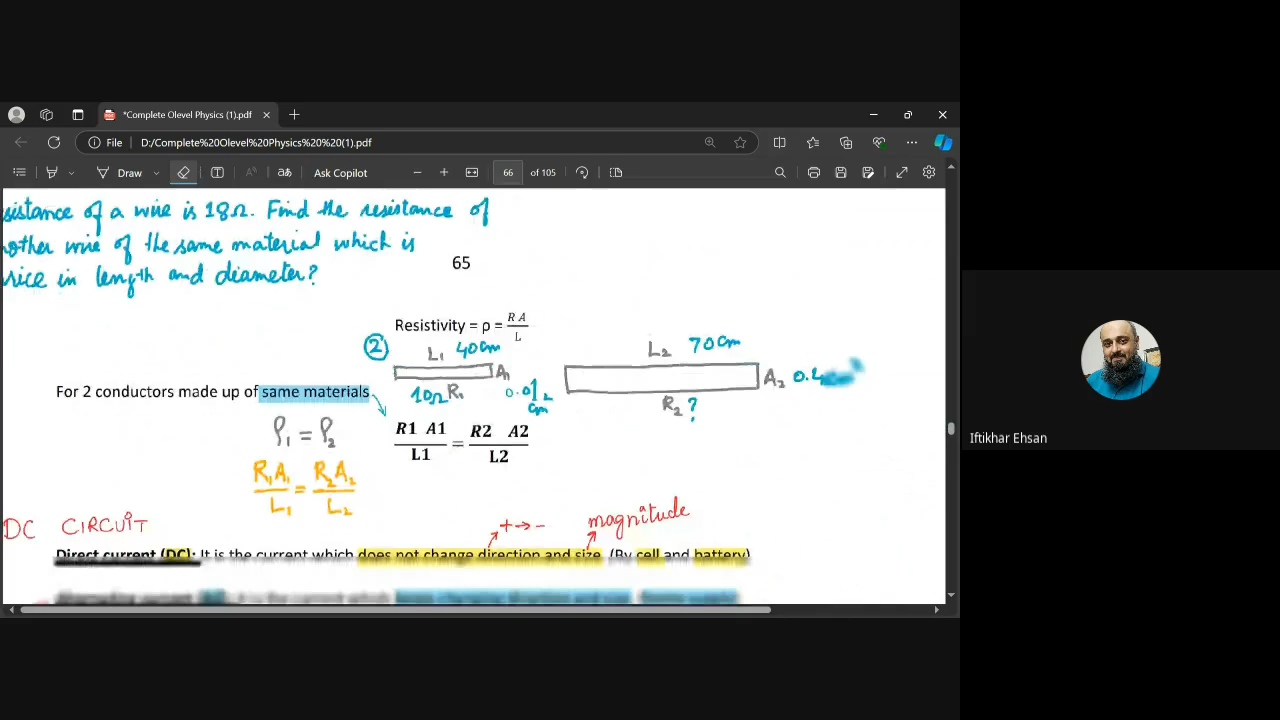 *Complete Olevel Physics (1).pdf
File D:/Complete%20Olevel%20Physics%20%20(1).pdf
Draw Ask Copilot 66 of 105
sistance of a wire is 18Ω. Find the resistance of
nother wire of the same material which is
rice in length and diameter?
65
Resistivity = ρ = R A / L
② L₁ 40cm L₂ 70cm
A₁ A₂
For 2 conductors made up of same materials
10Ω R₁ 0.01 cm² R₂ ?
ρ₁ = ρ₂
R1 A1 / L1 = R2 A2 / L2
R₁A₁ / L₁ = R₂A₂ / L₂
DC CIRCUIT
+ → - magnitude
Direct current (DC): It is the current which does not change direction and size. (By cell and battery)
Iftikhar Ehsan